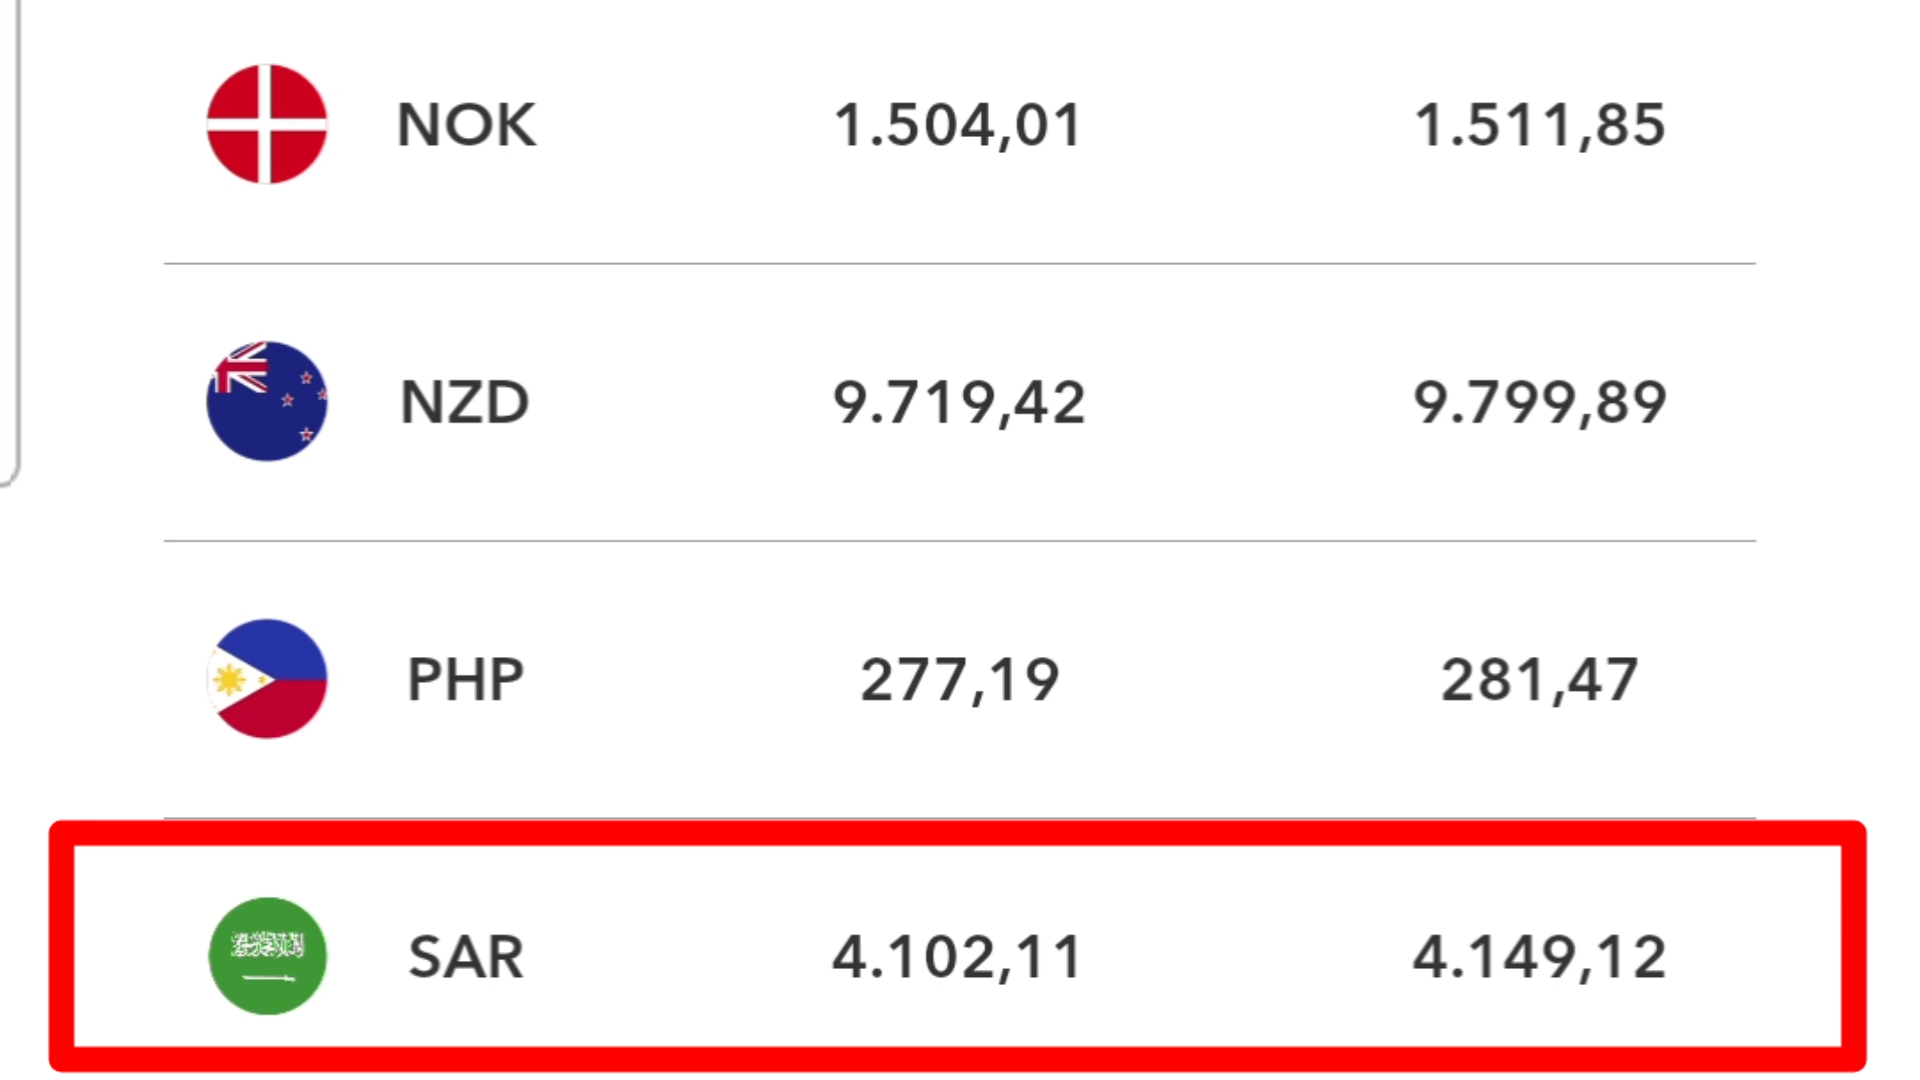 NOK 1.504,01 1.511,85
NZD 9.719,42 9.799,89
PHP 277,19 281,47
SAR 4.102,11 4.149,12